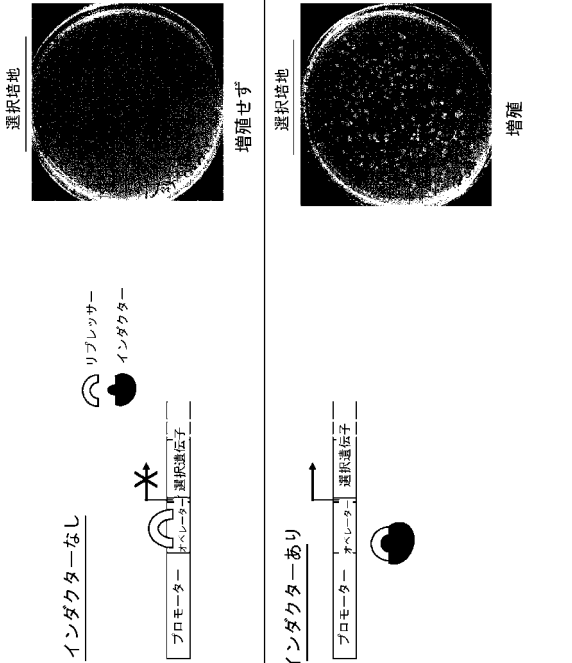 インダクターなし
リプレッサー
インダクター
プロモーター
オペレーター
選択遺伝子
選択培地
増殖せず
インダクターあり
プロモーター
オペレーター
選択遺伝子
選択培地
増殖